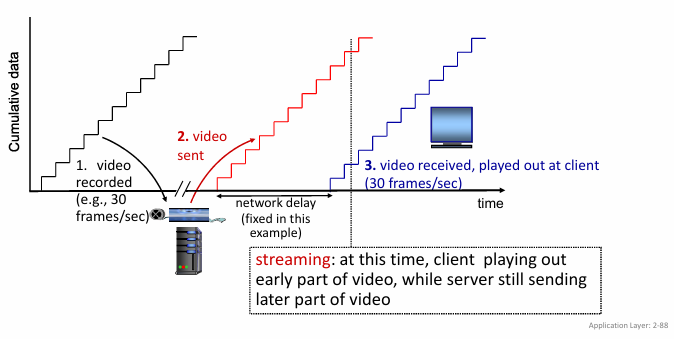 Cumulative data
1. video
recorded
(e.g., 30
frames/sec)
2. video
sent
3. video received, played out at client
(30 frames/sec)
network delay
(fixed in this
example)
time
streaming: at this time, client playing out
early part of video, while server still sending
later part of video
Application Layer: 2-88